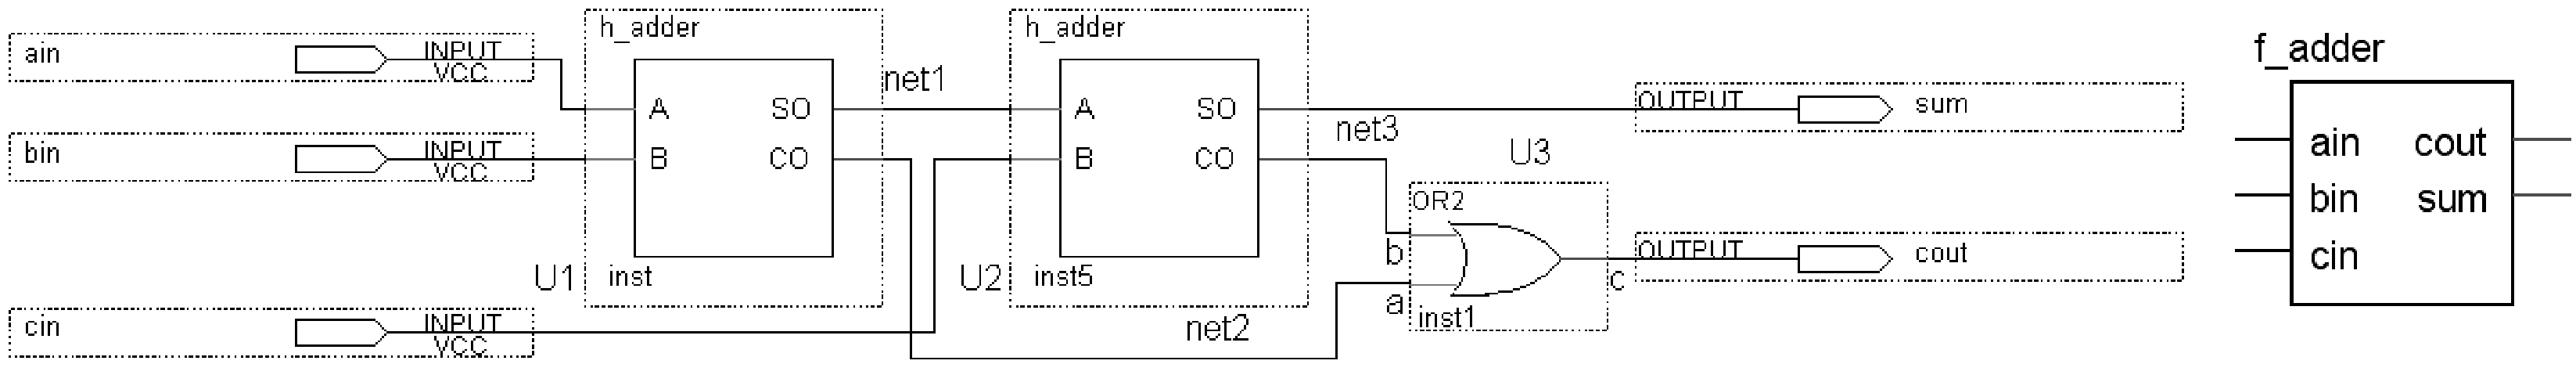 ain
INPUT
VCC
bin
INPUT
VCC
cin
INPUT
VCC
h_adder
A
SO
B
CO
U1
inst
net1
h_adder
A
SO
B
CO
U2
inst5
net2
net3
U3
OR2
b
a
c
inst1
OUTPUT
sum
OUTPUT
cout
f_adder
ain cout
bin sum
cin